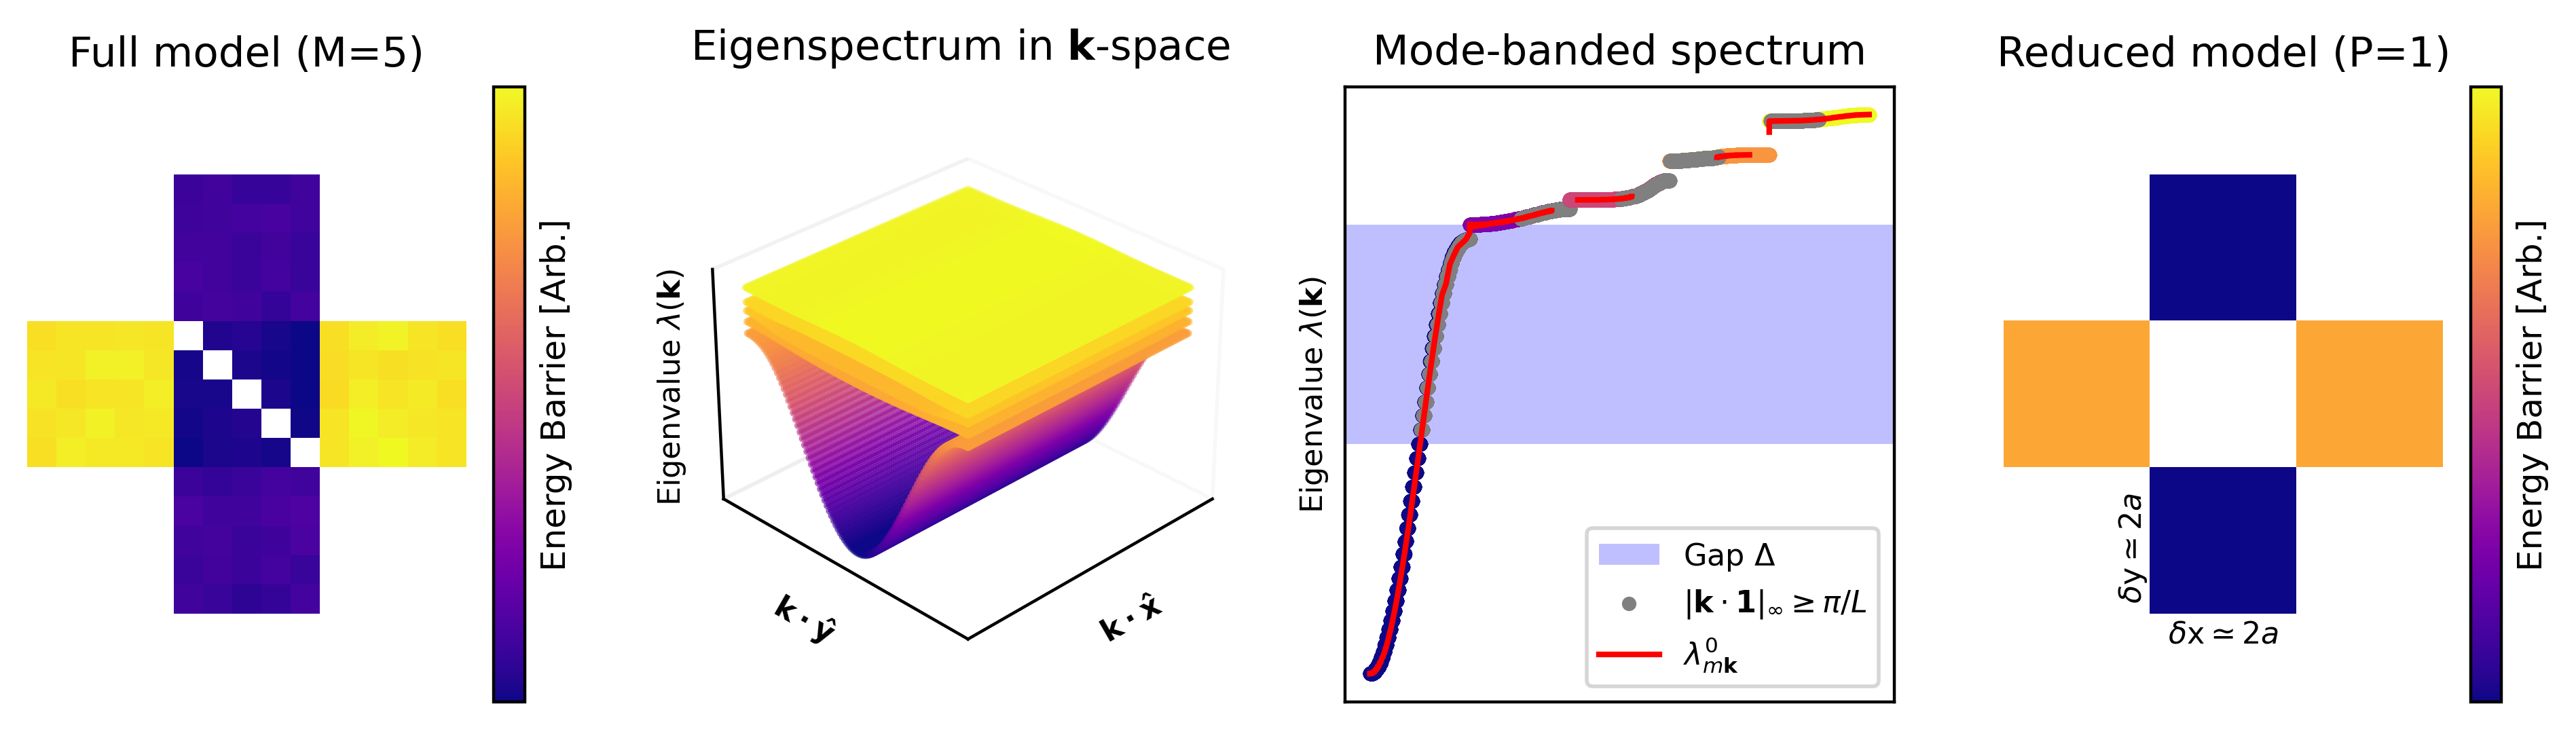 Full model (M=5)
Energy Barrier [Arb.]
Eigenspectrum in k-space
Eigenvalue λ(k)
k · ŷ
k · x̂
Mode-banded spectrum
Eigenvalue λ(k)
Gap Δ
|k · 1|∞ ≥ π/L
λ⁰ₘₖ
Reduced model (P=1)
δy ≃ 2a
δx ≃ 2a
Energy Barrier [Arb.]